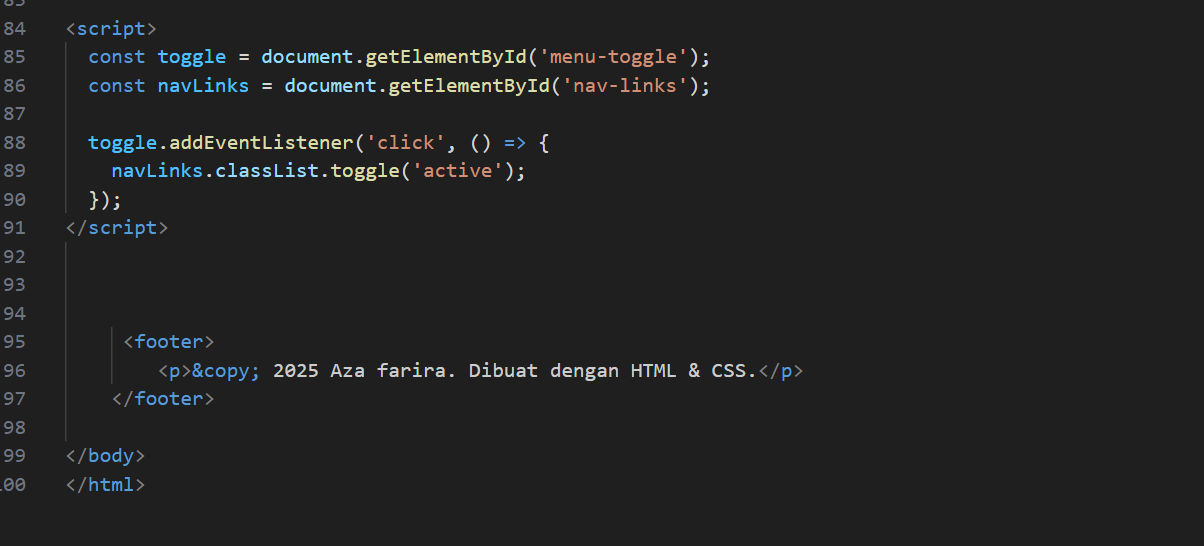 84 <script>
85 const toggle = document.getElementById('menu-toggle');
86 const navLinks = document.getElementById('nav-links');
87
88 toggle.addEventListener('click', () => {
89 navLinks.classList.toggle('active');
90 });
91 </script>
92
93
94
95 <footer>
96 <p>&copy; 2025 Aza farira. Dibuat dengan HTML & CSS.</p>
97 </footer>
98
99 </body>
100 </html>